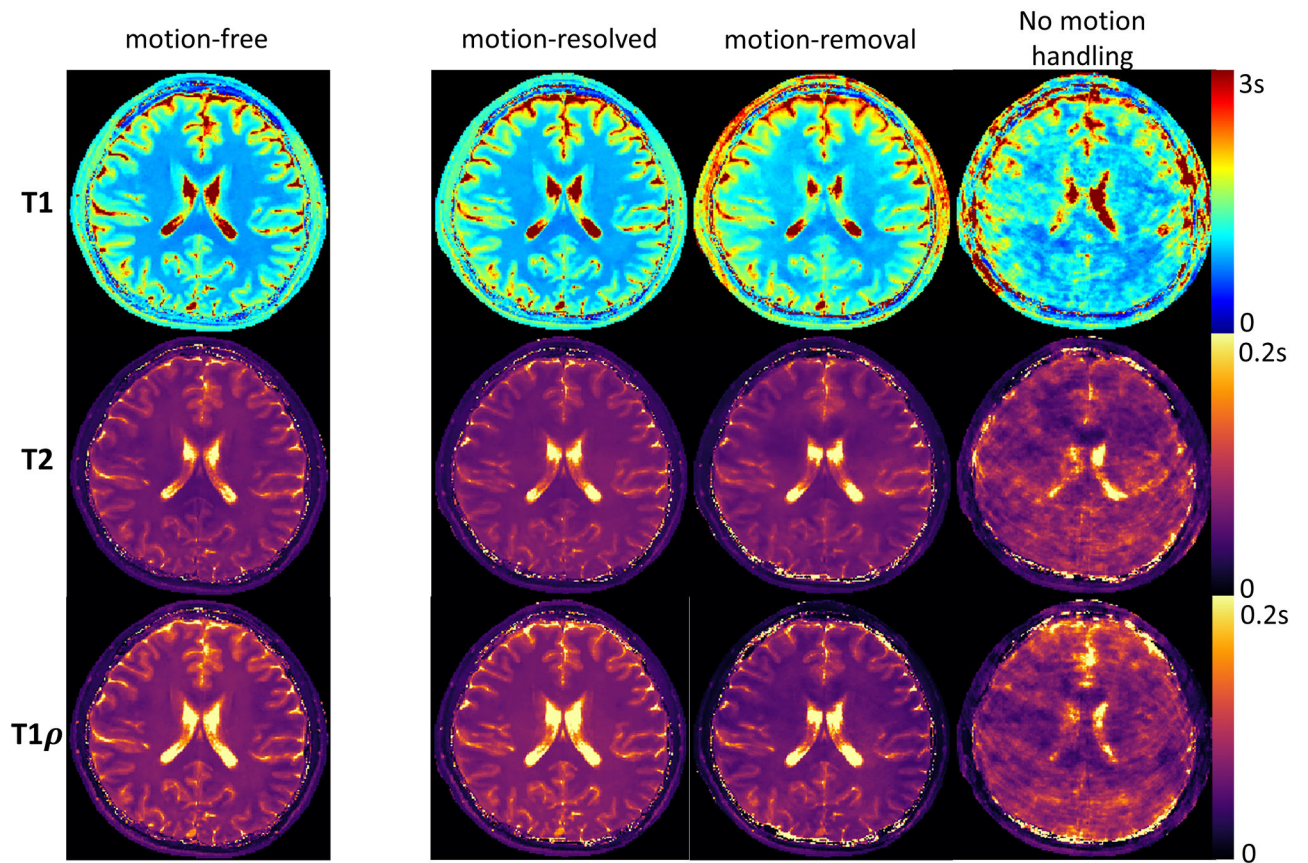 motion-free
motion-resolved
motion-removal
No motion
handling
T1
3s
0
T2
0.2s
0
T1ρ
0.2s
0